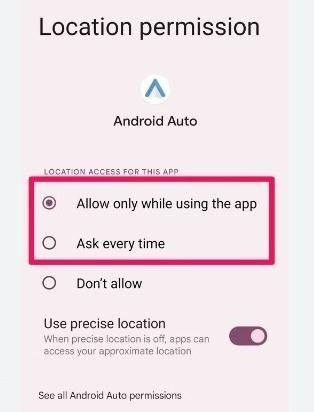 Location permission
Android Auto
LOCATION ACCESS FOR THIS APP
Allow only while using the app
Ask every time
Don't allow
Use precise location
When precise location is off, apps can
access your approximate location
See all Android Auto permissions